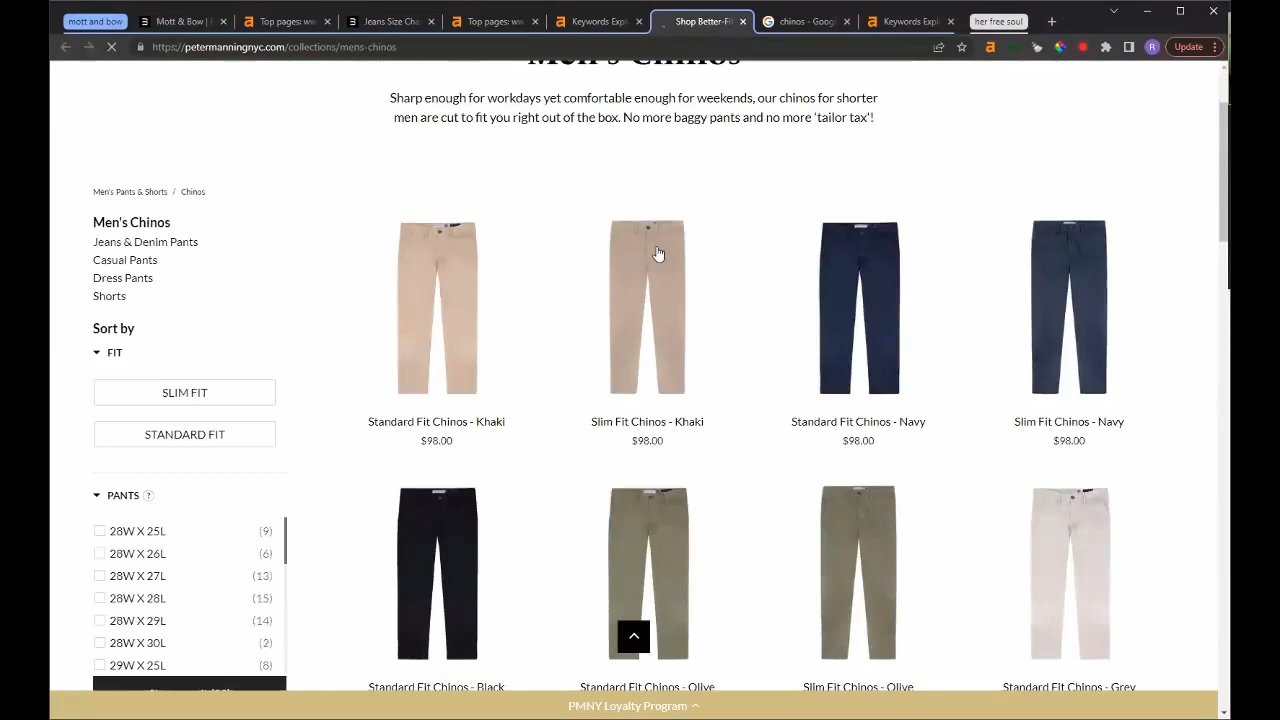 mott and bow
Mott & Bow | E
Top pages: ww
Jeans Size Che
Top pages: ww
Keywords Expl
Shop Better-Fi
chinos - Googl
Keywords Expl
her free soul
https://petermanningnyc.com/collections/mens-chinos
R
Update
Men's Chinos
Sharp enough for workdays yet comfortable enough for weekends, our chinos for shorter
men are cut to fit you right out of the box. No more baggy pants and no more 'tailor tax'!
Men's Pants & Shorts / Chinos
Men's Chinos
Jeans & Denim Pants
Casual Pants
Dress Pants
Shorts
Sort by
FIT
SLIM FIT
STANDARD FIT
PANTS ?
28W X 25L (9)
28W X 26L (6)
28W X 27L (13)
28W X 28L (15)
28W X 29L (14)
28W X 30L (2)
29W X 25L (8)
Standard Fit Chinos - Khaki
$98.00
Slim Fit Chinos - Khaki
$98.00
Standard Fit Chinos - Navy
$98.00
Slim Fit Chinos - Navy
$98.00
Standard Fit Chinos - Black
Standard Fit Chinos - Olive
Slim Fit Chinos - Olive
Standard Fit Chinos - Grey
PMNY Loyalty Program